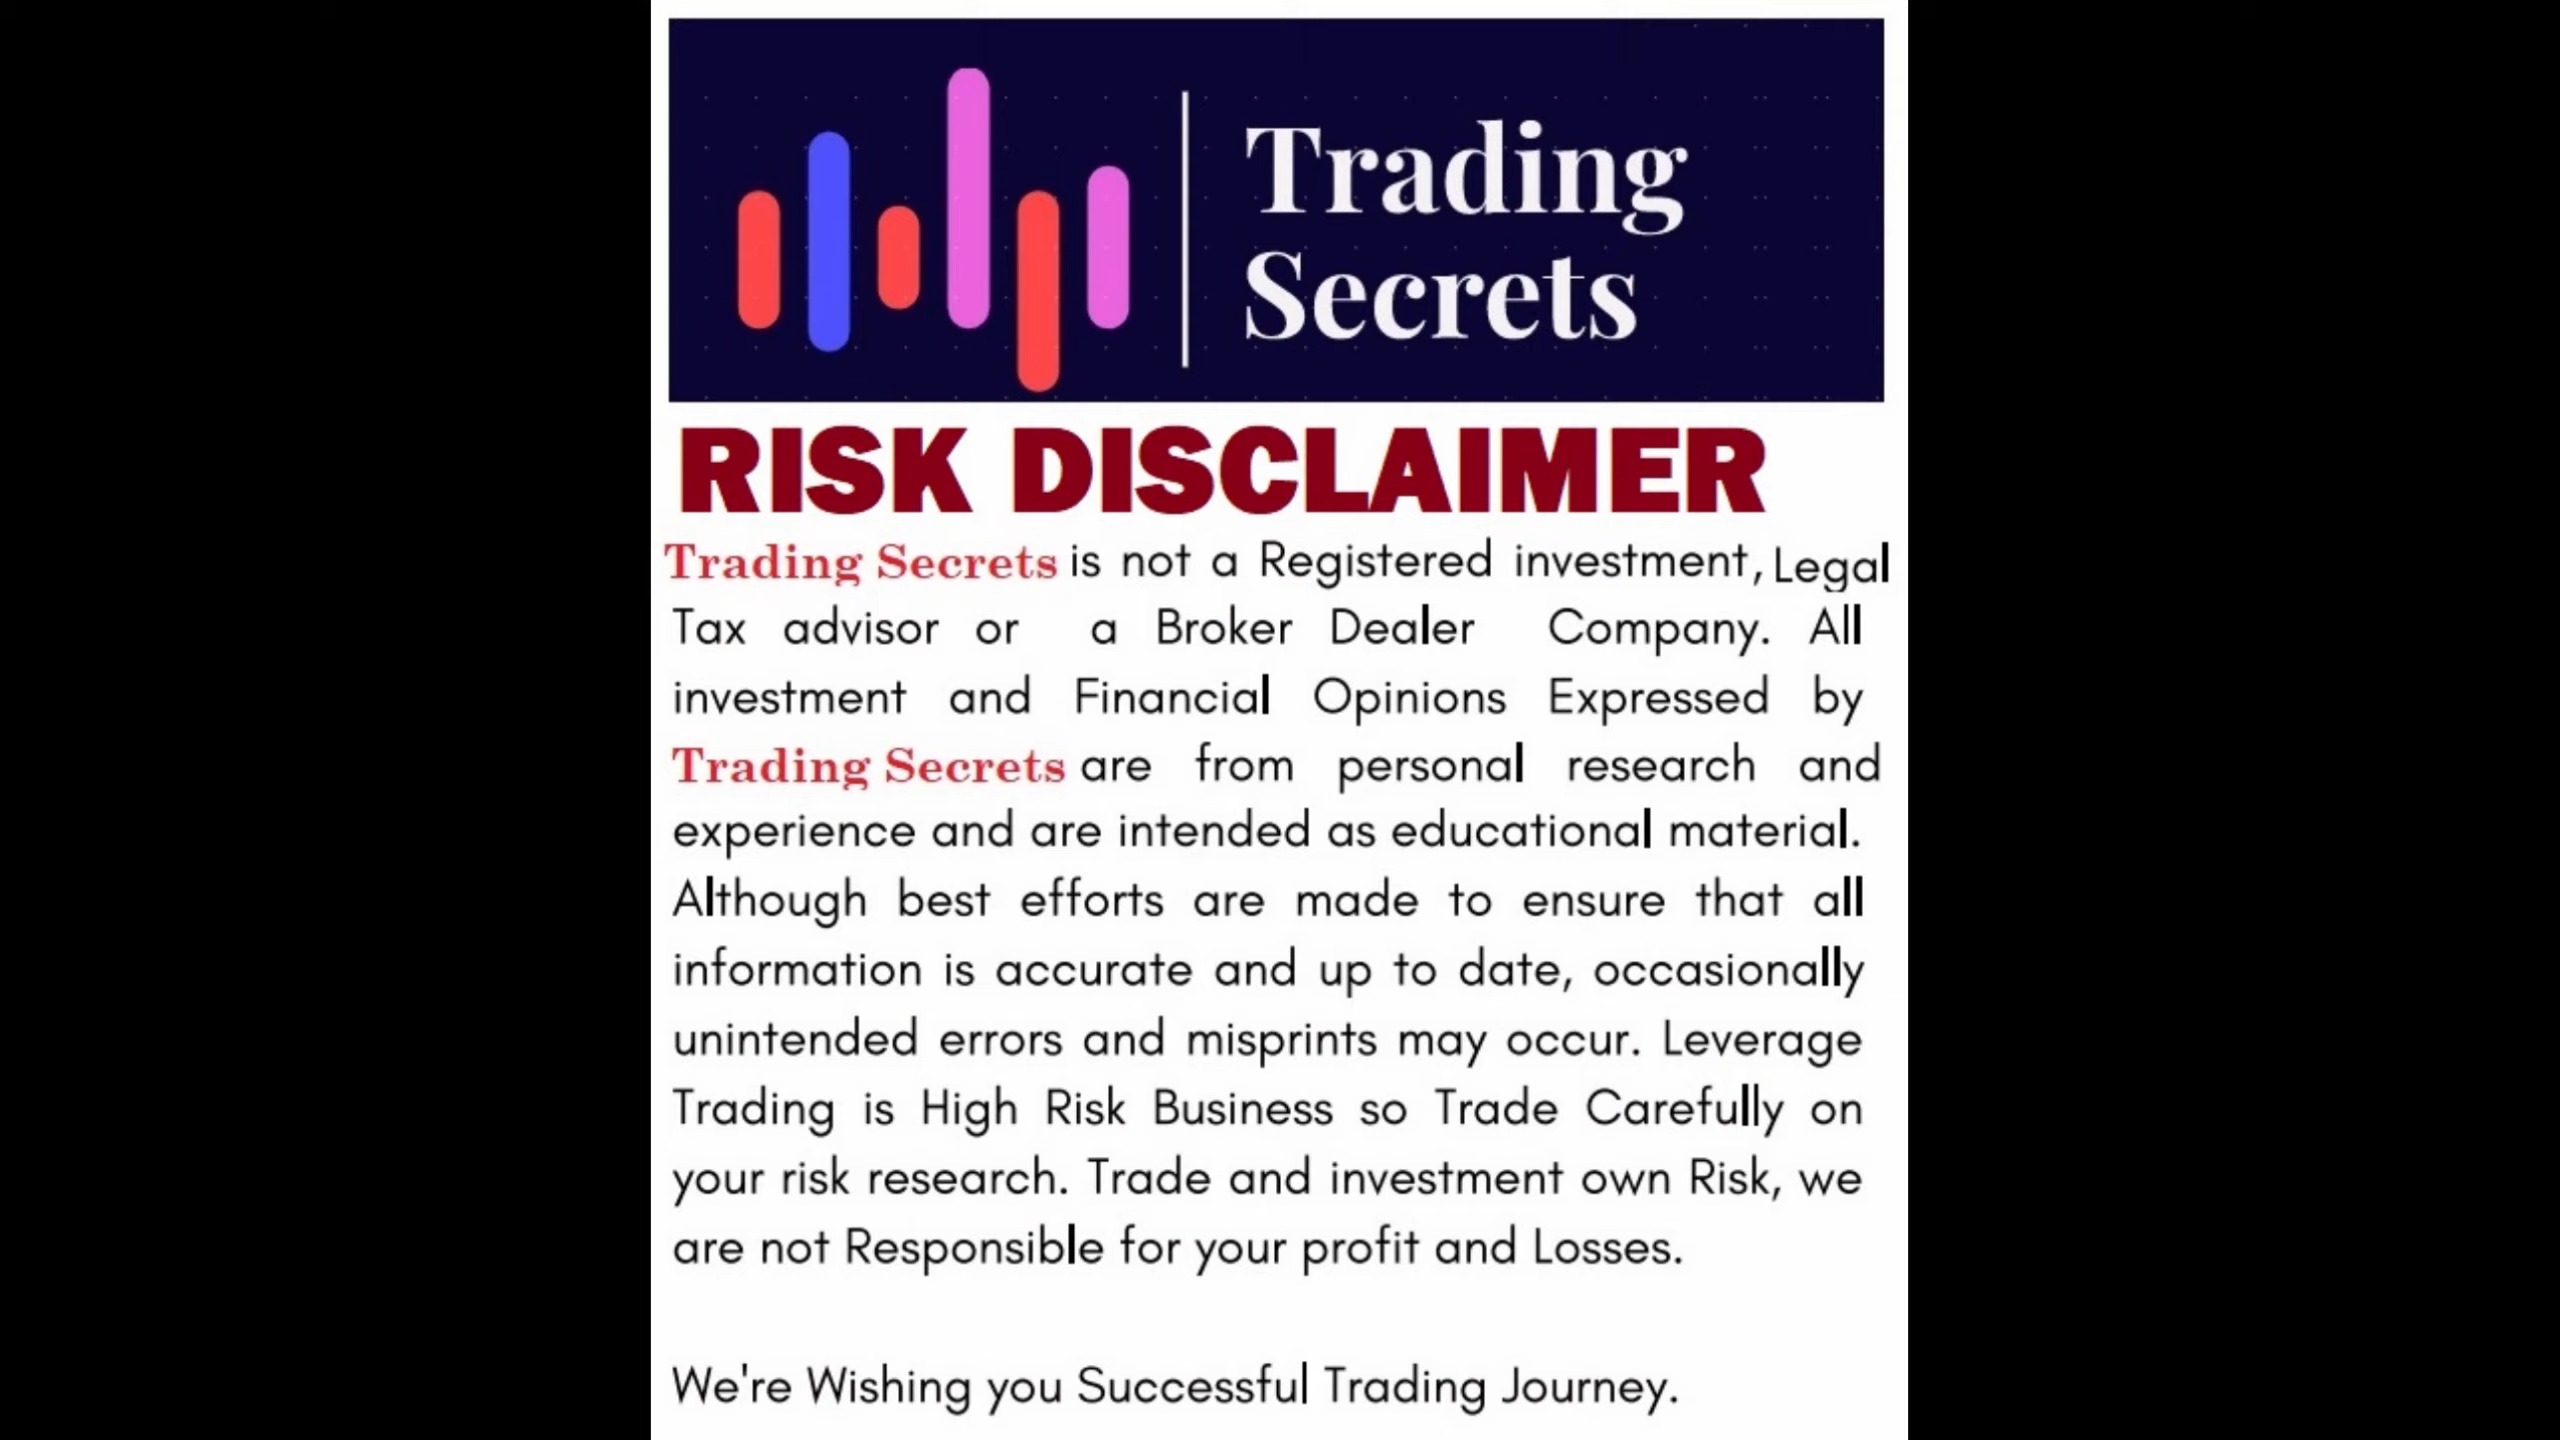 Trading
Secrets
RISK DISCLAIMER
Trading Secrets is not a Registered investment, Legal
Tax advisor or a Broker Dealer Company. All
investment and Financial Opinions Expressed by
Trading Secrets are from personal research and
experience and are intended as educational material.
Although best efforts are made to ensure that all
information is accurate and up to date, occasionally
unintended errors and misprints may occur. Leverage
Trading is High Risk Business so Trade Carefully on
your risk research. Trade and investment own Risk, we
are not Responsible for your profit and Losses.
We're Wishing you Successful Trading Journey.